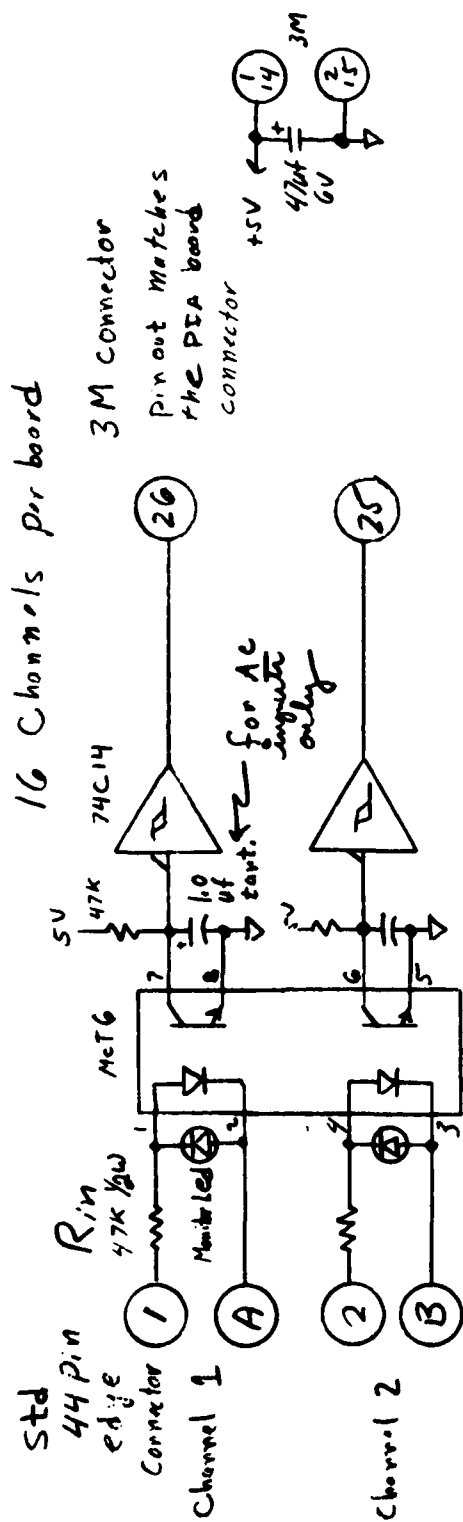 16 Channels per board
Std
44 pin
edge
Connector
Rin
47K 1/2W
MCT6
5V
47K
74C14
3M connector
pin out matches
the PIA board
connector
Channel 1
1
A
Monitor Led
1
2
7
8
+
1.0
uf
tant.
for AC
inputs
only
26
+5V
+
47uf
6V
1
14
2
15
3M
Channel 2
2
B
4
3
6
5
5V
25